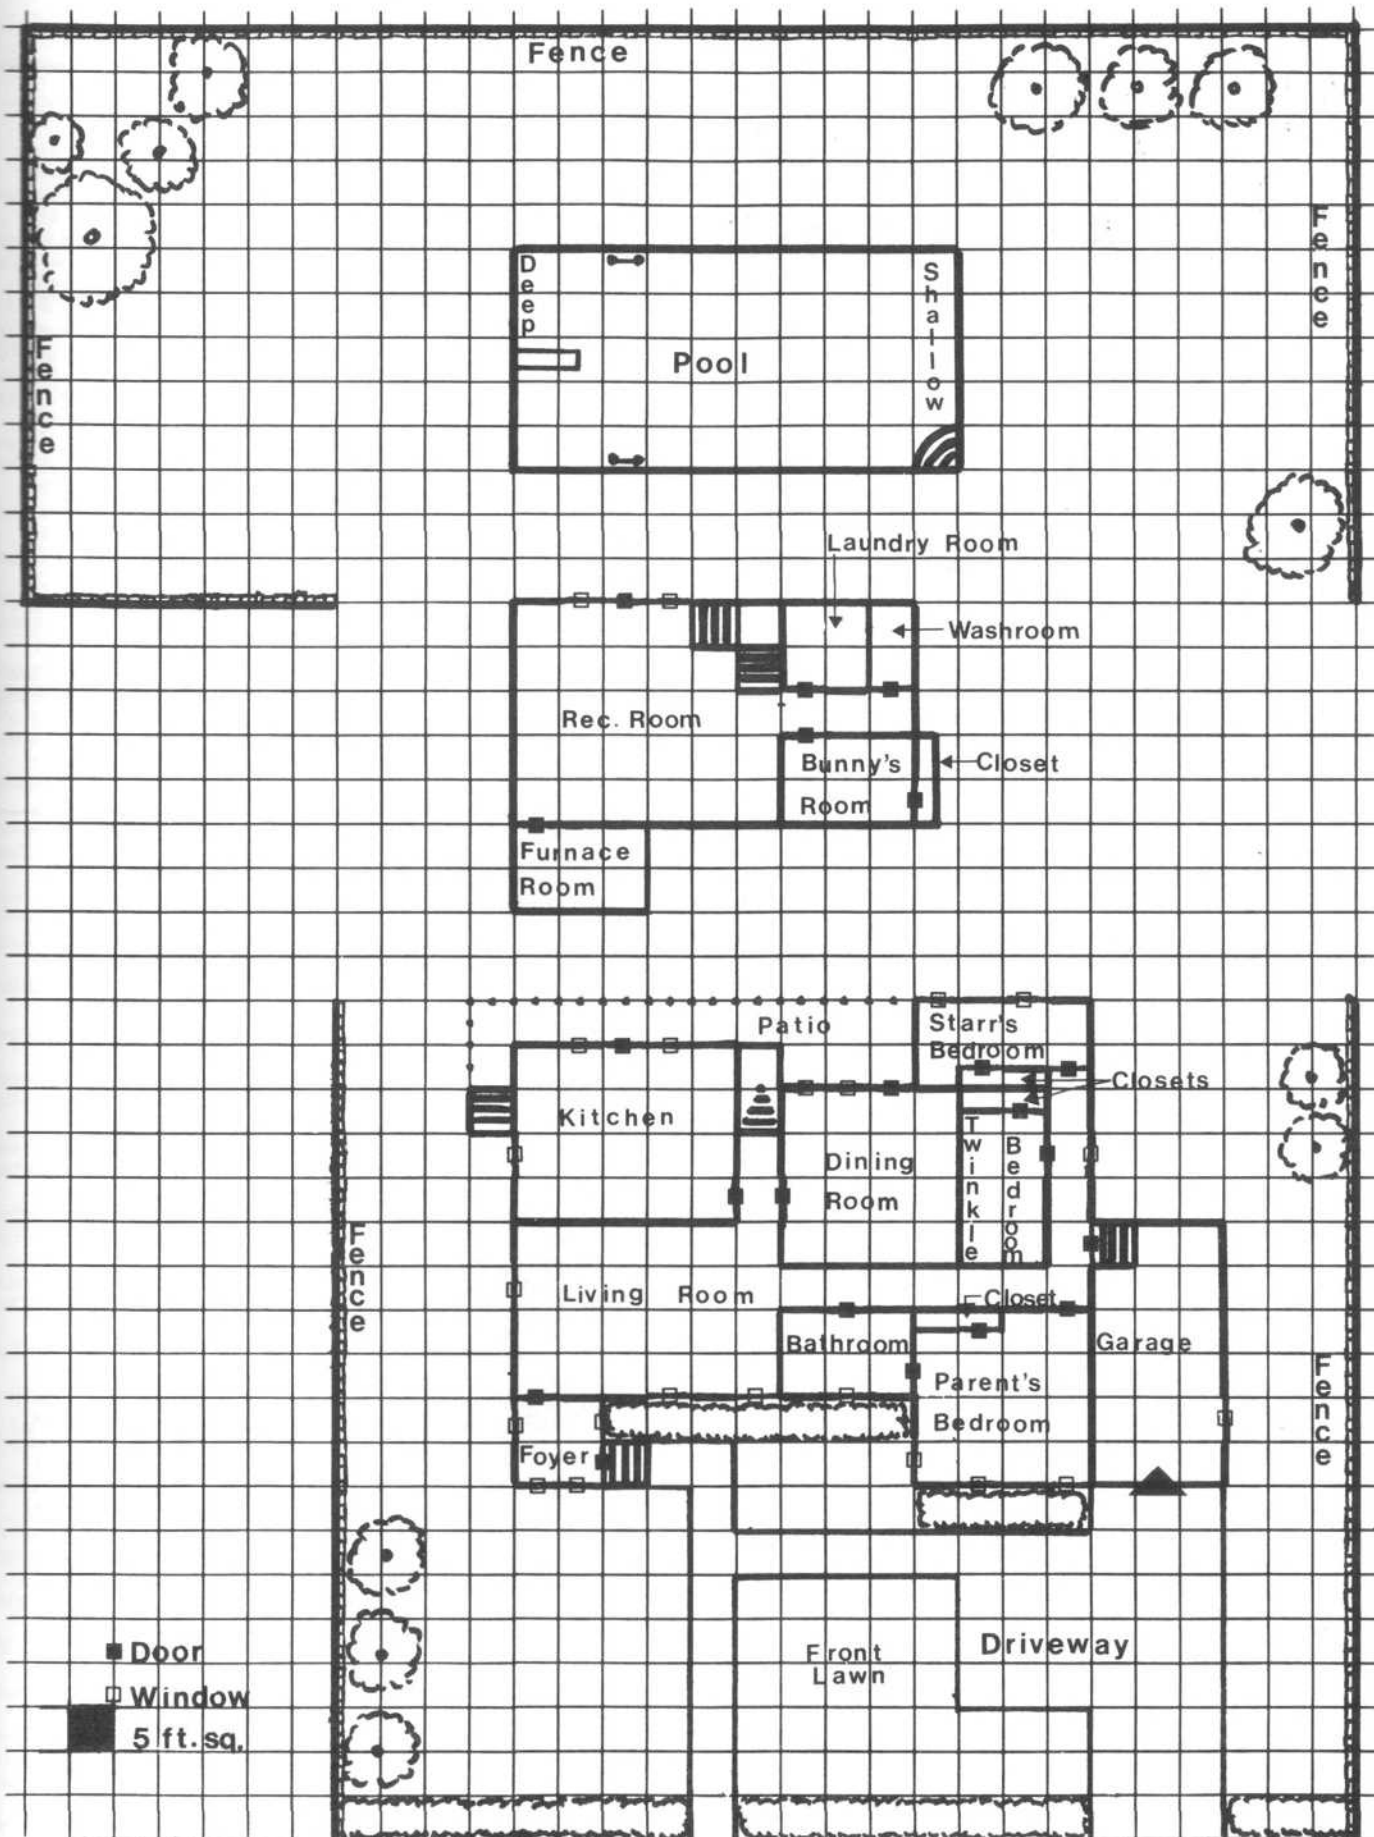 Fence
Fence
Fence
Deep
Pool
Shallow
Laundry Room
Washroom
Rec. Room
Bunny's
Room
Closet
Furnace
Room
Patio
Starr's
Bedroom
Closets
Kitchen
Dining
Room
Twinkle
Bedroom
Fence
Living Room
Closet
Bathroom
Garage
Parent's
Bedroom
Fence
Foyer
Front
Lawn
Driveway
Door
Window
5 ft. sq.